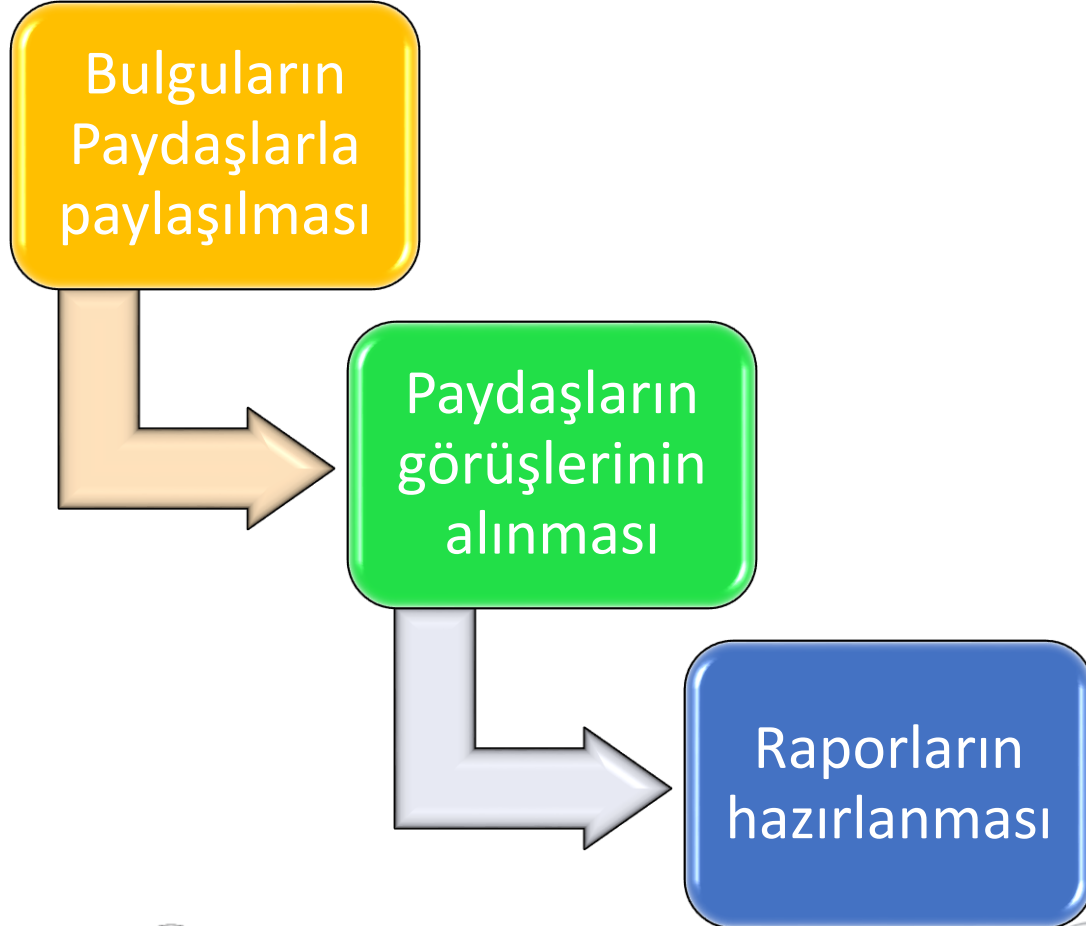 Bulguların
Paydaşlarla
paylaşılması
Paydaşların
görüşlerinin
alınması
Raporların
hazırlanması